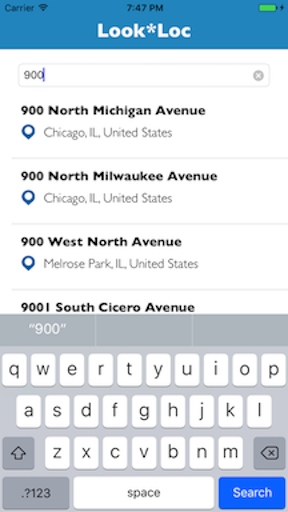 Carrier 7:47 PM
Look*Loc
900
900 North Michigan Avenue
Chicago, IL, United States
900 North Milwaukee Avenue
Chicago, IL, United States
900 West North Avenue
Melrose Park, IL, United States
9001 South Cicero Avenue
“900”
q w e r t y u i o p
a s d f g h j k l
z x c v b n m
.?123 space Search